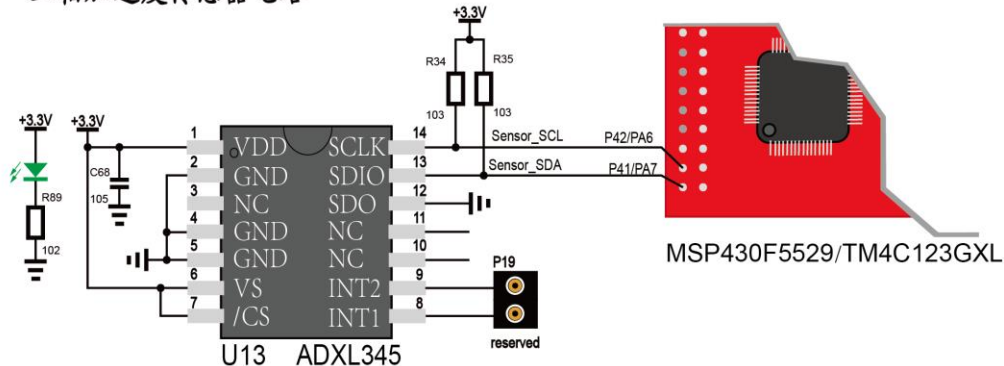 +3.3V
R34
R35
103
103
+3.3V
+3.3V
C68
105
R89
102
1
2
3
4
5
6
7
VDD
GND
NC
GND
GND
VS
/CS
SCLK
SDIO
SDO
NC
NC
INT2
INT1
14
13
12
11
10
9
8
Sensor_SCL
P42/PA6
Sensor_SDA
P41/PA7
P19
reserved
U13 ADXL345
MSP430F5529/TM4C123GXL